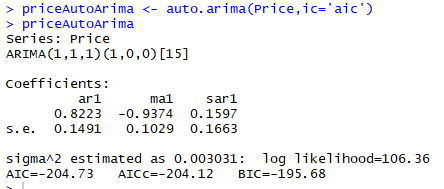 > priceAutoArima <- auto.arima(Price,ic='aic')
> priceAutoArima
Series: Price
ARIMA(1,1,1)(1,0,0)[15]
Coefficients:
ar1 ma1 sar1
0.8223 -0.9374 0.1597
s.e. 0.1491 0.1029 0.1663
sigma^2 estimated as 0.003031: log likelihood=106.36
AIC=-204.73 AICc=-204.12 BIC=-195.68
>